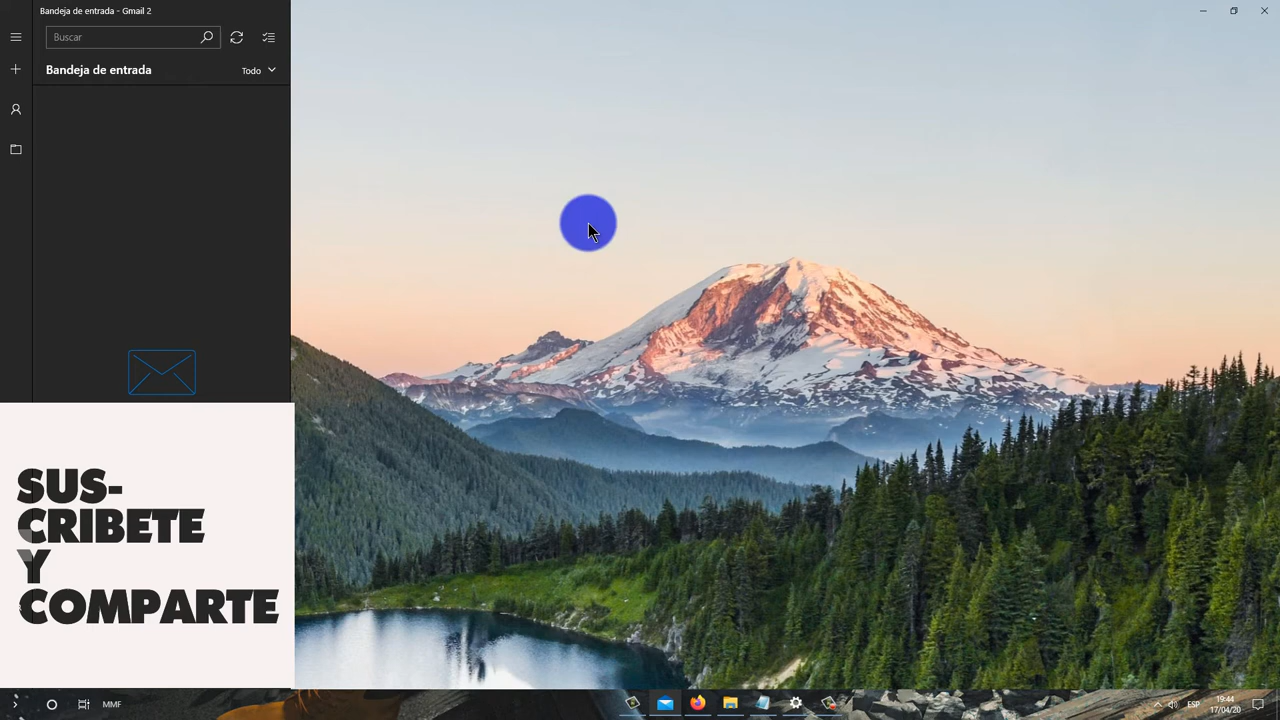 Bandeja de entrada - Gmail 2
Buscar
Bandeja de entrada
Todo
SUS-
CRIBETE
Y
COMPARTE
MMF
ESP
19:44
17/04/20